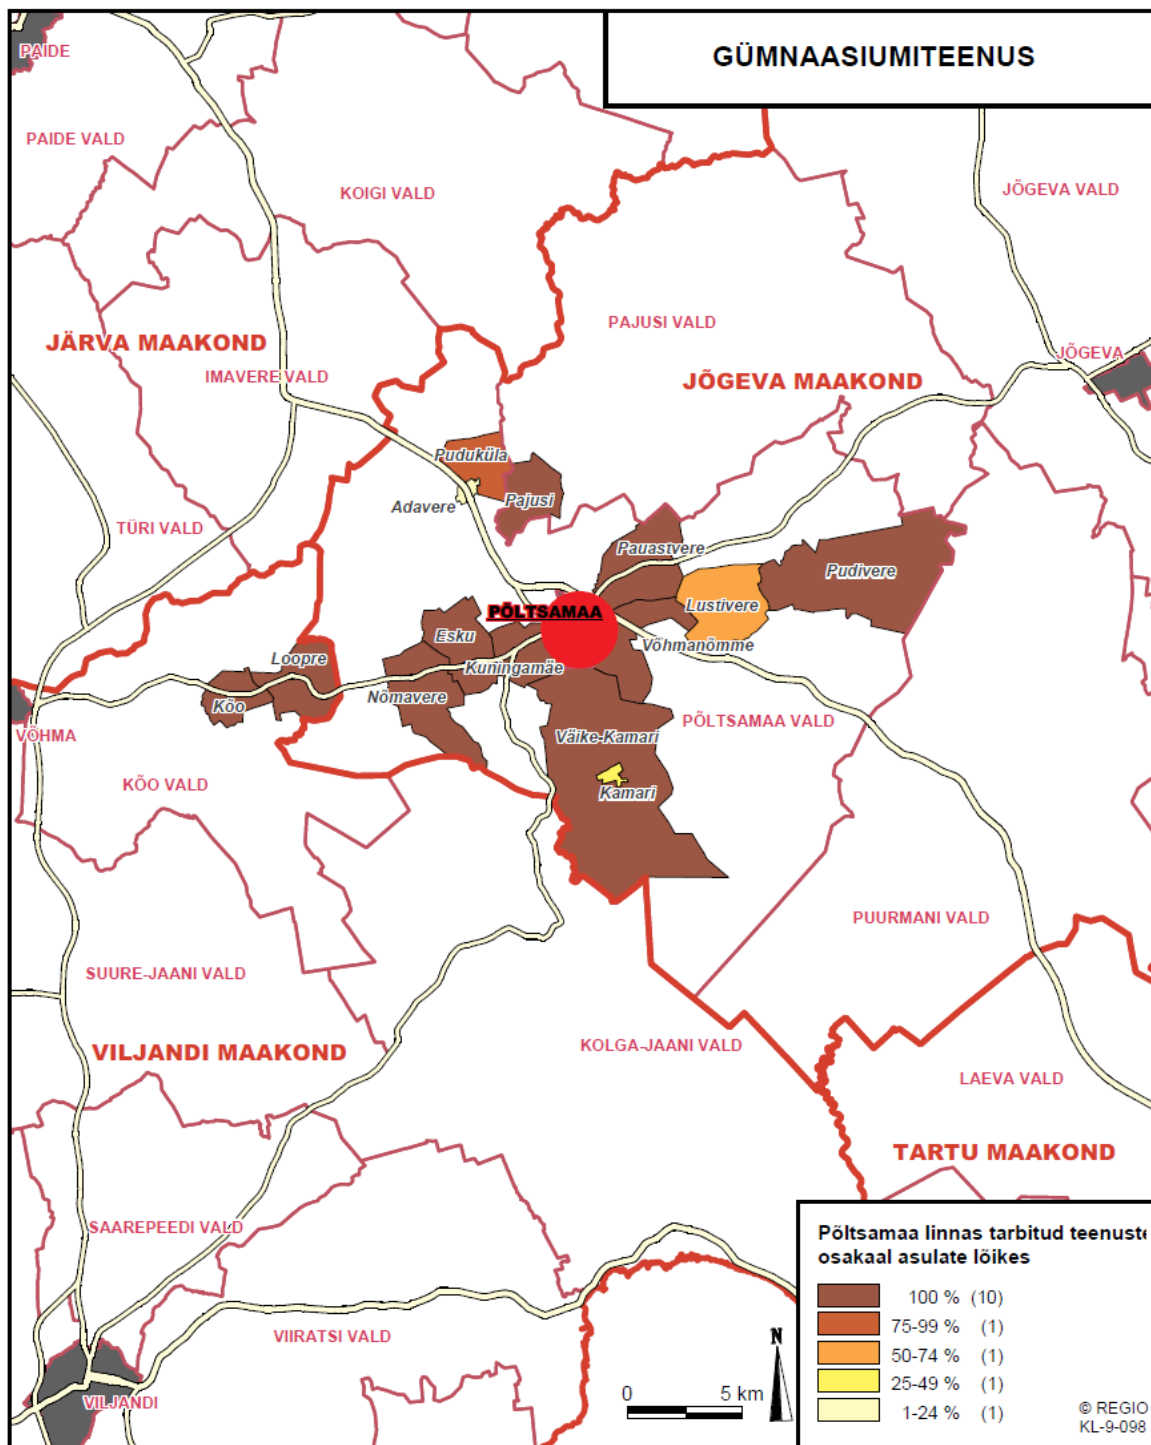 GÜMNAASIUMITEENUS
PAIDE
PAIDE VALD
KOIGI VALD
JÕGEVA VALD
PAJUSI VALD
JÄRVA MAAKOND
JÕGEVA
IMAVERE VALD
JÕGEVA MAAKOND
Puduküla
Pajusi
Adavere
TÜRI VALD
Pauastvere
Pudivere
Lustivere
PÕLTSAMAA
Esku
Võhmanõmme
Loopre
Kuningamäe
Nõmavere
Kõo
PÕLTSAMAA VALD
VÕHMA
Väike-Kamari
KÕO VALD
Kamari
PUURMANI VALD
SUURE-JAANI VALD
KOLGA-JAANI VALD
VILJANDI MAAKOND
LAEVA VALD
TARTU MAAKOND
SAAREPEEDI VALD
Põltsamaa linnas tarbitud teenuste
osakaal asulate lõikes
100 % (10)
75-99 % (1)
50-74 % (1)
25-49 % (1)
1-24 % (1)
VIIRATSI VALD
N
0 5 km
VILJANDI
© REGIO
KL-9-098